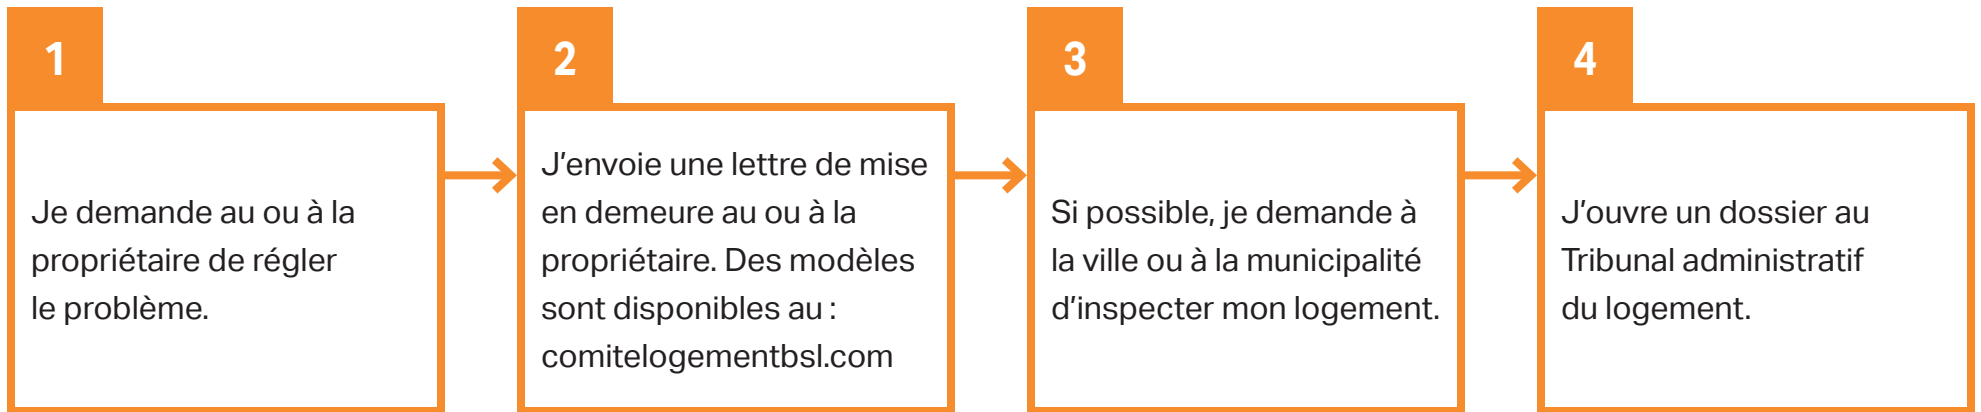 1
Je demande au ou à la
propriétaire de régler
le problème.
2
J'envoie une lettre de mise
en demeure au ou à la
propriétaire. Des modèles
sont disponibles au :
comitelogementbsl.com
3
Si possible, je demande à
la ville ou à la municipalité
d'inspecter mon logement.
4
J'ouvre un dossier au
Tribunal administratif
du logement.